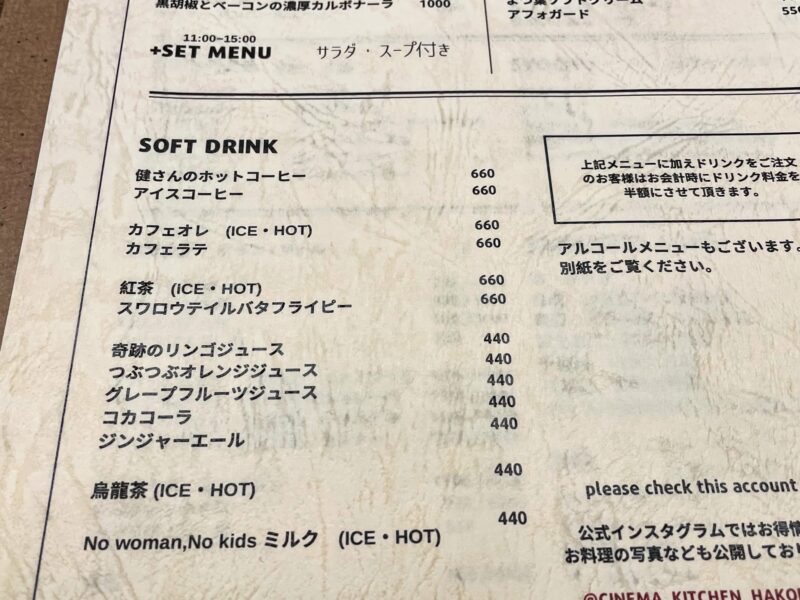 黒胡椒とベーコンの濃厚カルボナーラ 1000
アフォガード
11:00~15:00
+SET MENU サラダ・スープ付き
SOFT DRINK
健さんのホットコーヒー 660
アイスコーヒー 660
カフェオレ (ICE・HOT) 660
カフェラテ 660
紅茶 (ICE・HOT) 660
スワロウテイルバタフライピー 660
奇跡のリンゴジュース 440
つぶつぶオレンジジュース 440
グレープフルーツジュース 440
コカコーラ 440
ジンジャーエール 440
烏龍茶 (ICE・HOT) 440
No woman,No kids ミルク (ICE・HOT) 440
上記メニューに加えドリンクをご注文
のお客様はお会計時にドリンク料金を
半額にさせて頂きます。
アルコールメニューもございます。
別紙をご覧ください。
please check this account
公式インスタグラムではお得情
お料理の写真なども公開しており
@CINEMA_KITCHEN_HAKO